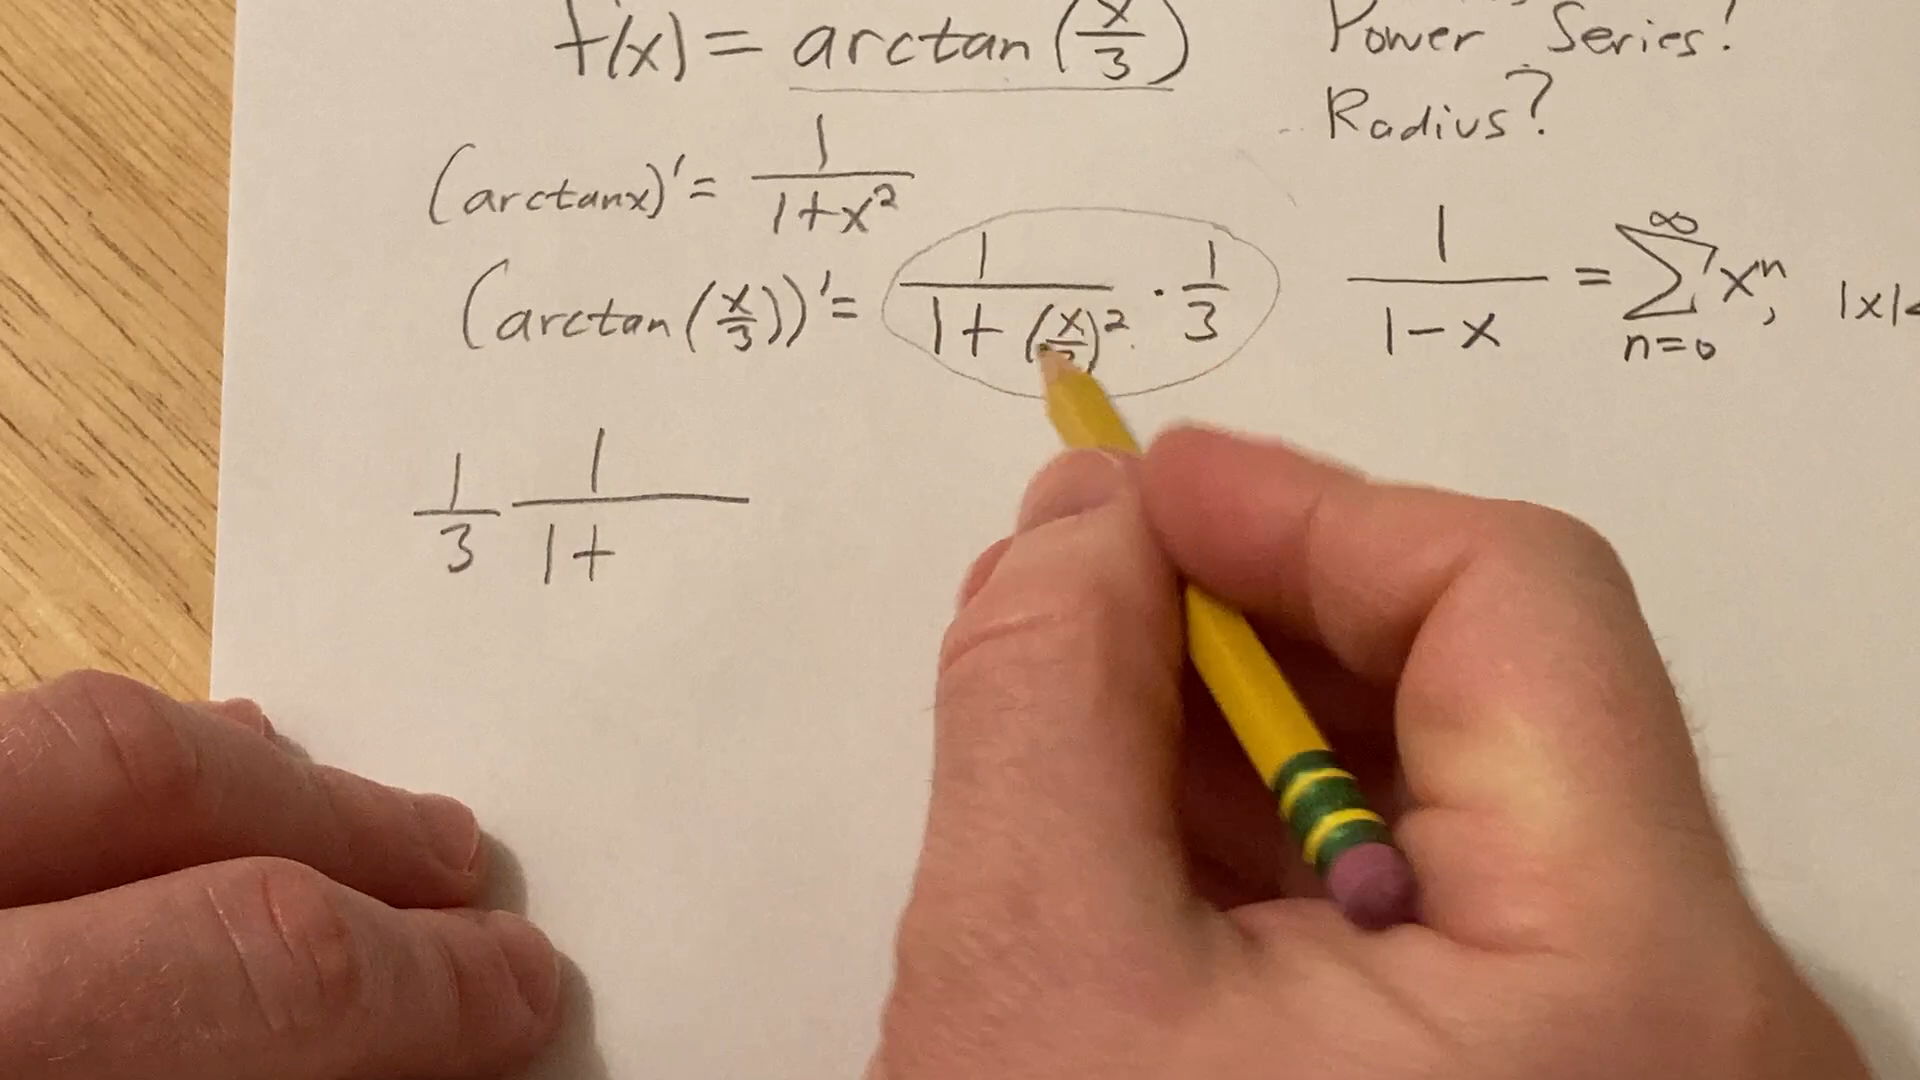 f(x) = arctan(x/3)
Power Series!
Radius?
(arctanx)' = 1/(1+x²)
(arctan(x/3))' = 1/(1+(x/3)²) · 1/3
1/(1-x) = ∑_{n=0}^{∞} xⁿ, |x|<
1/3 1/(1+